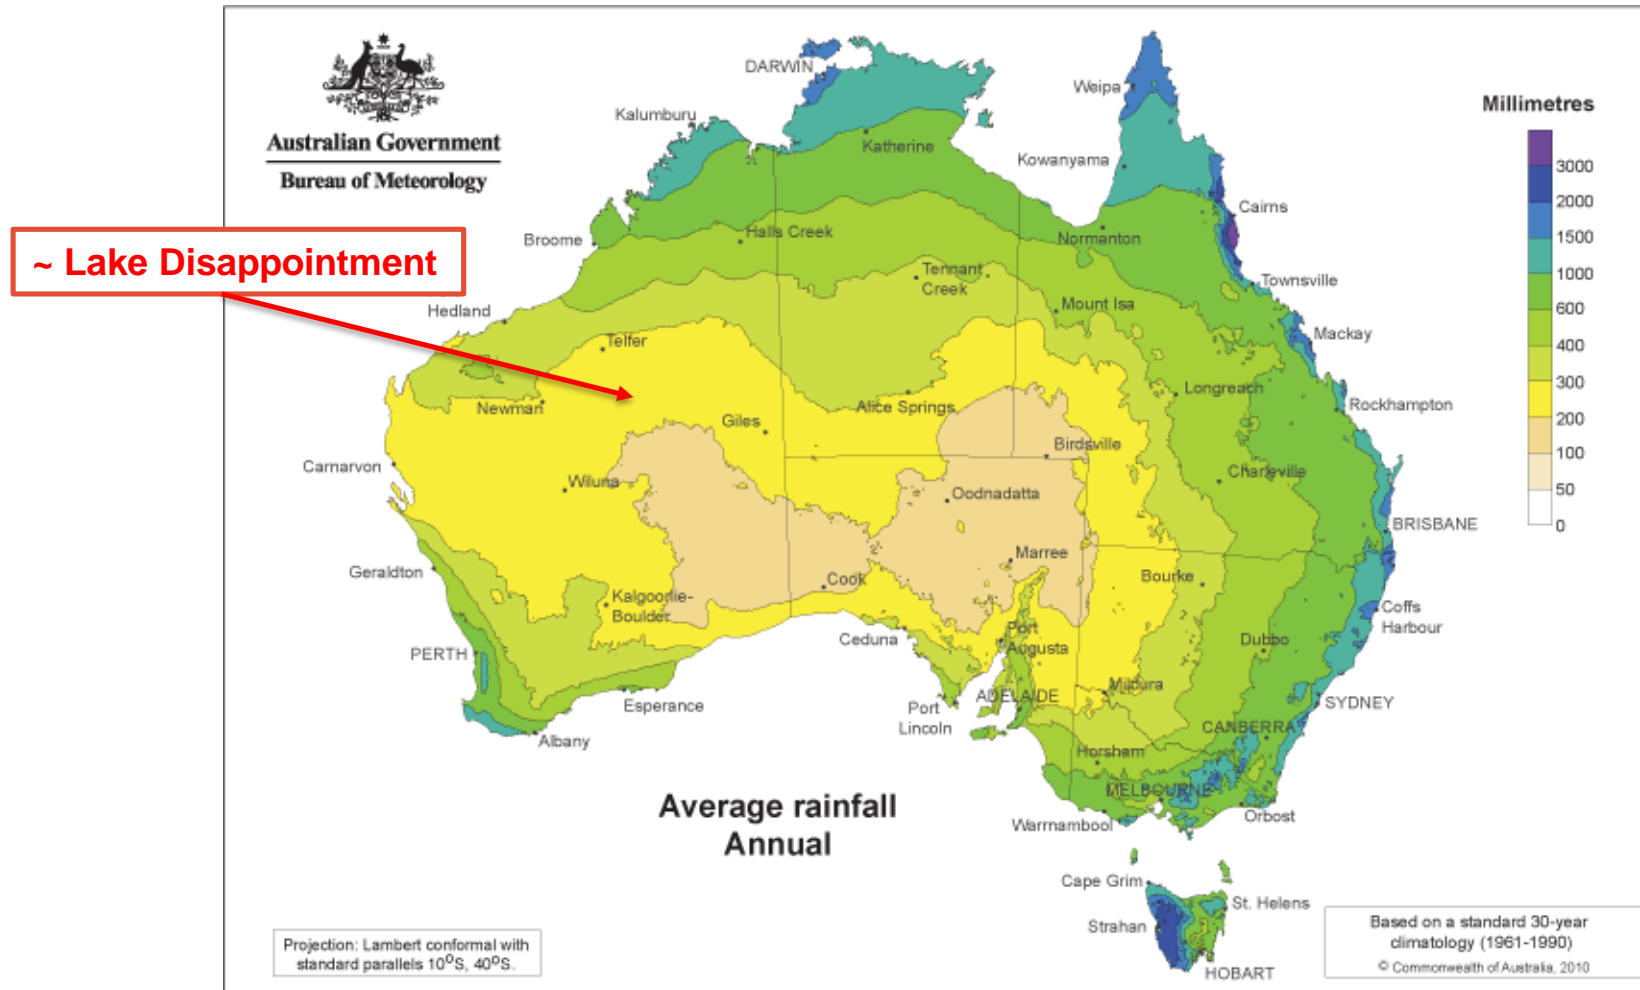 Australian Government
Bureau of Meteorology
~ Lake Disappointment
Hedland
DARWIN
Kalumburu
Katherine
Weipa
Kowanyama
Cairns
Broome
Halls Creek
Normanton
Townsville
Tennant
Creek
Mount Isa
Mackay
Telfer
Newman
Alice Springs
Longreach
Rockhampton
Giles
Birdsville
Carnarvon
Wiluna
Oodnadatta
Charleville
BRISBANE
Geraldton
Marree
Cook
Bourke
Kalgoorlie-
Boulder
Ceduna
Port
Augusta
Coffs
Harbour
Dubbo
PERTH
Mildura
Esperance
Port
Lincoln
ADELAIDE
SYDNEY
Albany
CANBERRA
Horsham
MELBOURNE
Warrnambool
Orbost
Cape Grim
St. Helens
Strahan
HOBART
Millimetres
3000
2000
1500
1000
600
400
300
200
100
50
0
Average rainfall
Annual
Projection: Lambert conformal with
standard parallels 10°S, 40°S.
Based on a standard 30-year
climatology (1961-1990)
© Commonwealth of Australia, 2010